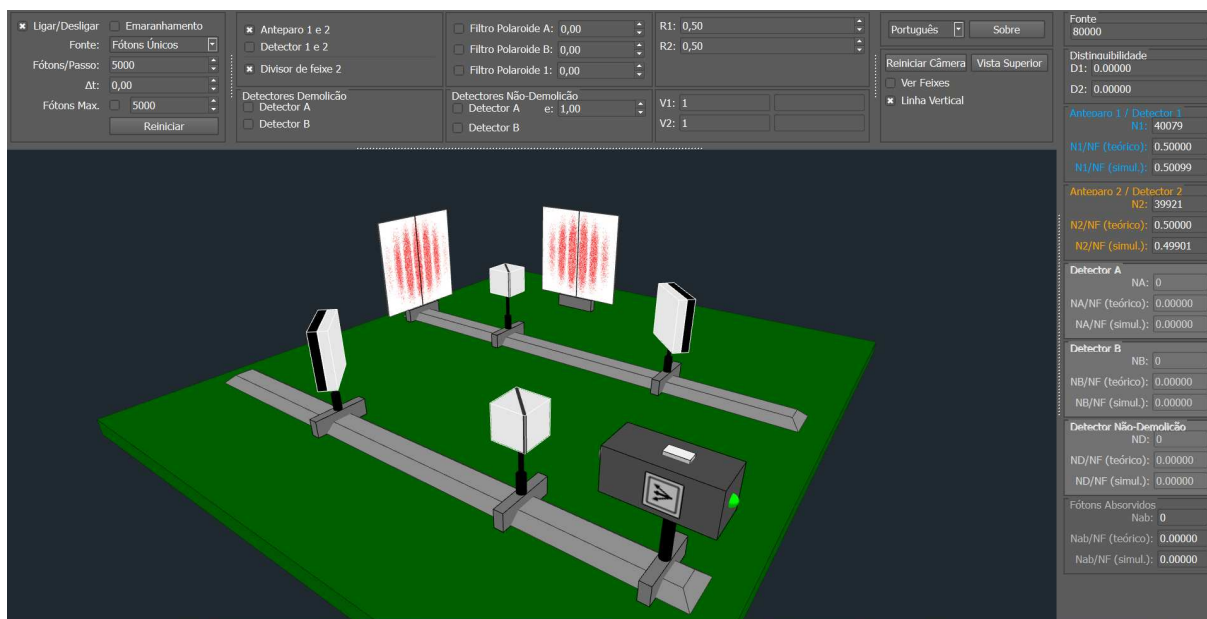 Ligar/Desligar
Emaranhamento
Fonte: Fótons Únicos
Fótons/Passo: 5000
Δt: 0,00
Fótons Max. 5000
Reiniciar
Anteparo 1 e 2
Detector 1 e 2
Divisor de feixe 2
Detectores Demolição
Detector A
Detector B
Filtro Polaroide A: 0,00
Filtro Polaroide B: 0,00
Filtro Polaroide 1: 0,00
Detectores Não-Demolição
Detector A e: 1,00
Detector B
R1: 0,50
R2: 0,50
V1: 1
V2: 1
Português
Sobre
Reiniciar Câmera
Vista Superior
Ver Feixes
Linha Vertical
Fonte
80000
Distinguibilidade
D1: 0.00000
D2: 0.00000
Anteparo 1 / Detector 1
N1: 40079
N1/NF (teórico): 0.50000
N1/NF (simul.): 0.50099
Anteparo 2 / Detector 2
N2: 39921
N2/NF (teórico): 0.50000
N2/NF (simul.): 0.49901
Detector A
NA: 0
NA/NF (teórico): 0.00000
NA/NF (simul.): 0.00000
Detector B
NB: 0
NB/NF (teórico): 0.00000
NB/NF (simul.): 0.00000
Detector Não-Demolicão
ND: 0
ND/NF (teórico): 0.00000
ND/NF (simul.): 0.00000
Fótons Absorvidos
Nab: 0
Nab/NF (teórico): 0.00000
Nab/NF (simul.): 0.00000